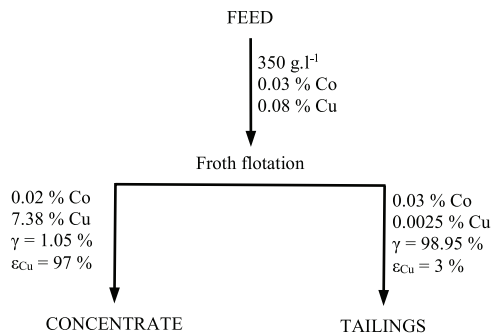 FEED
350 g.l⁻¹
0.03 % Co
0.08 % Cu
Froth flotation
0.02 % Co
7.38 % Cu
γ = 1.05 %
εCu = 97 %
CONCENTRATE
0.03 % Co
0.0025 % Cu
γ = 98.95 %
εCu = 3 %
TAILINGS